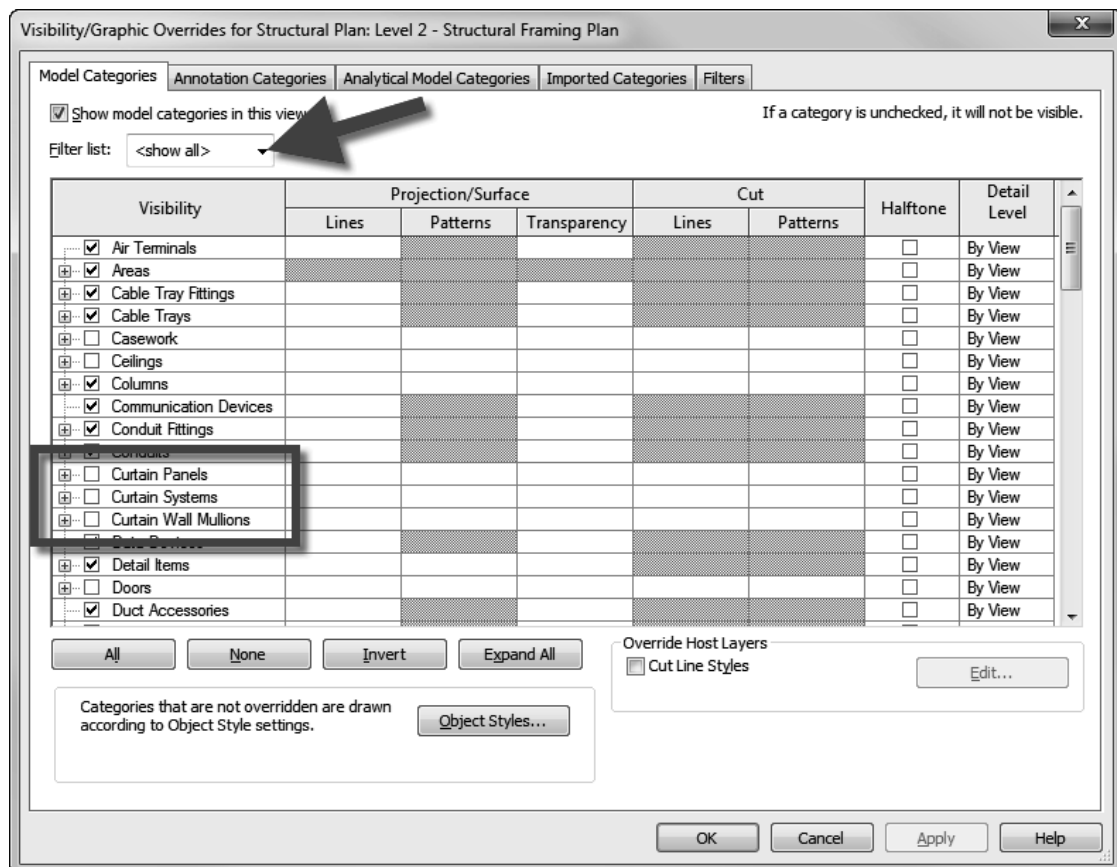 Visibility/Graphic Overrides for Structural Plan: Level 2 - Structural Framing Plan
Model Categories Annotation Categories Analytical Model Categories Imported Categories Filters
Show model categories in this view
If a category is unchecked, it will not be visible.
Filter list: <show all>
Visibility Projection/Surface Cut Halftone Detail Level
Lines Patterns Transparency Lines Patterns
Air Terminals By View
Areas By View
Cable Tray Fittings By View
Cable Trays By View
Casework By View
Ceilings By View
Columns By View
Communication Devices By View
Conduit Fittings By View
Conduits By View
Curtain Panels By View
Curtain Systems By View
Curtain Wall Mullions By View
Data Devices By View
Detail Items By View
Doors By View
Duct Accessories By View
All None Invert Expand All
Override Host Layers
Cut Line Styles Edit...
Categories that are not overridden are drawn
according to Object Style settings.
Object Styles...
OK Cancel Apply Help